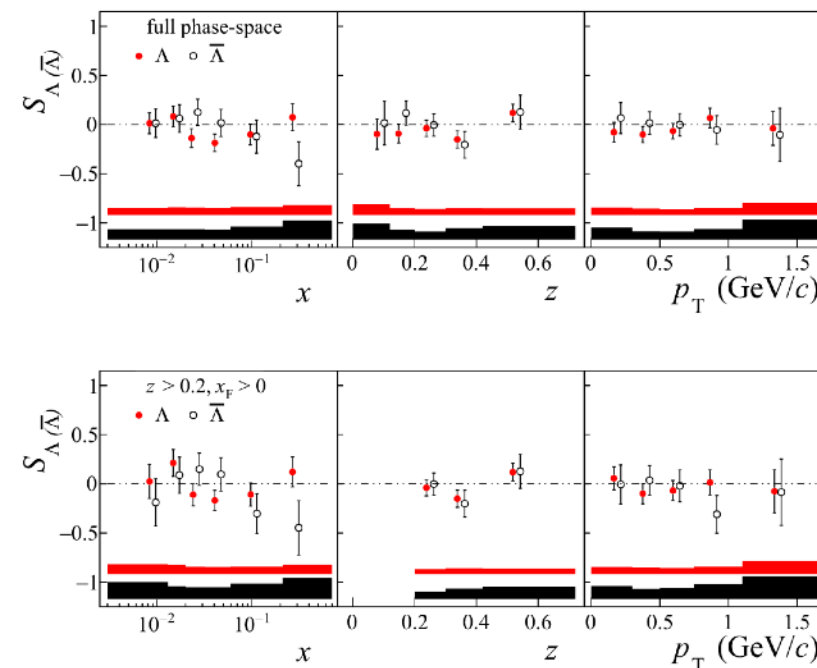 full phase-space
Λ Λ̅
S_Λ(Λ̅)
1
0.5
0
−0.5
−1
10⁻² 10⁻¹ 0 0.2 0.4 0.6 0 0.5 1 1.5
x z p_T (GeV/c)
z > 0.2, x_F > 0
Λ Λ̅
S_Λ(Λ̅)
1
0.5
0
−0.5
−1
10⁻² 10⁻¹ 0 0.2 0.4 0.6 0 0.5 1 1.5
x z p_T (GeV/c)